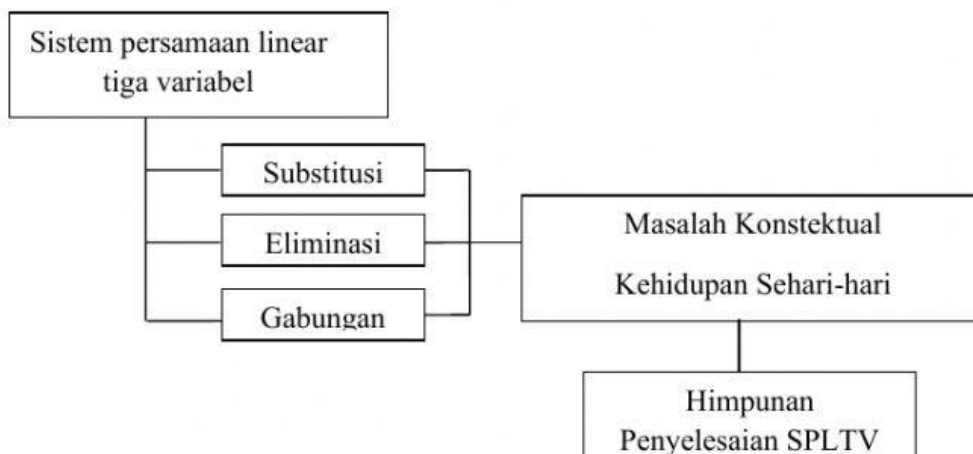 Sistem persamaan linear
tiga variabel
Substitusi
Eliminasi
Gabungan
Masalah Konstektual
Kehidupan Sehari-hari
Himpunan
Penyelesaian SPLTV